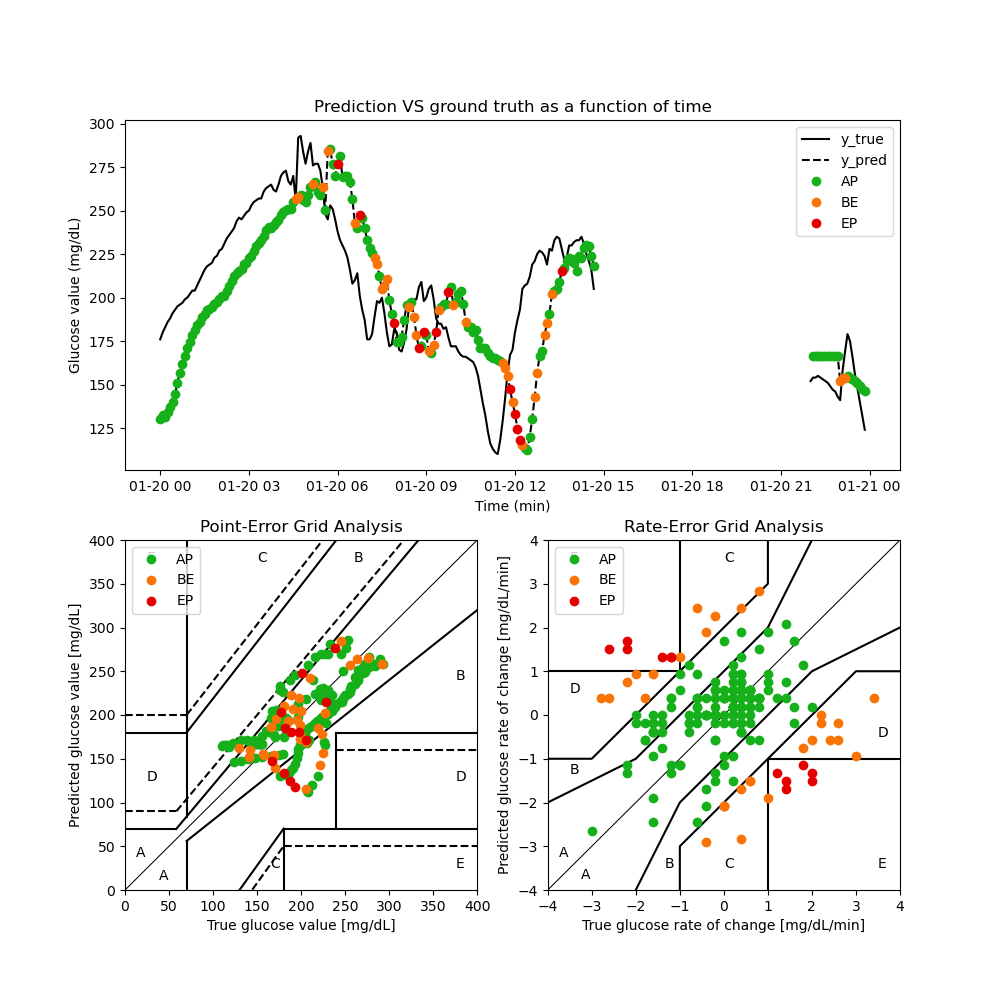 Prediction VS ground truth as a function of time
Glucose value (mg/dL)
300
275
250
225
200
175
150
125
y_true
y_pred
AP
BE
EP
01-20 00 01-20 03 01-20 06 01-20 09 01-20 12 01-20 15 01-20 18 01-20 21 01-21 00
Time (min)
Point-Error Grid Analysis
Predicted glucose value [mg/dL]
400
350
300
250
200
150
100
50
0
AP
BE
EP
C
B
B
D
D
A
A
C
E
0 50 100 150 200 250 300 350 400
True glucose value [mg/dL]
Rate-Error Grid Analysis
Predicted glucose rate of change [mg/dL/min]
4
3
2
1
0
−1
−2
−3
−4
AP
BE
EP
C
D
D
B
A
A
B
C
E
−4 −3 −2 −1 0 1 2 3 4
True glucose rate of change [mg/dL/min]